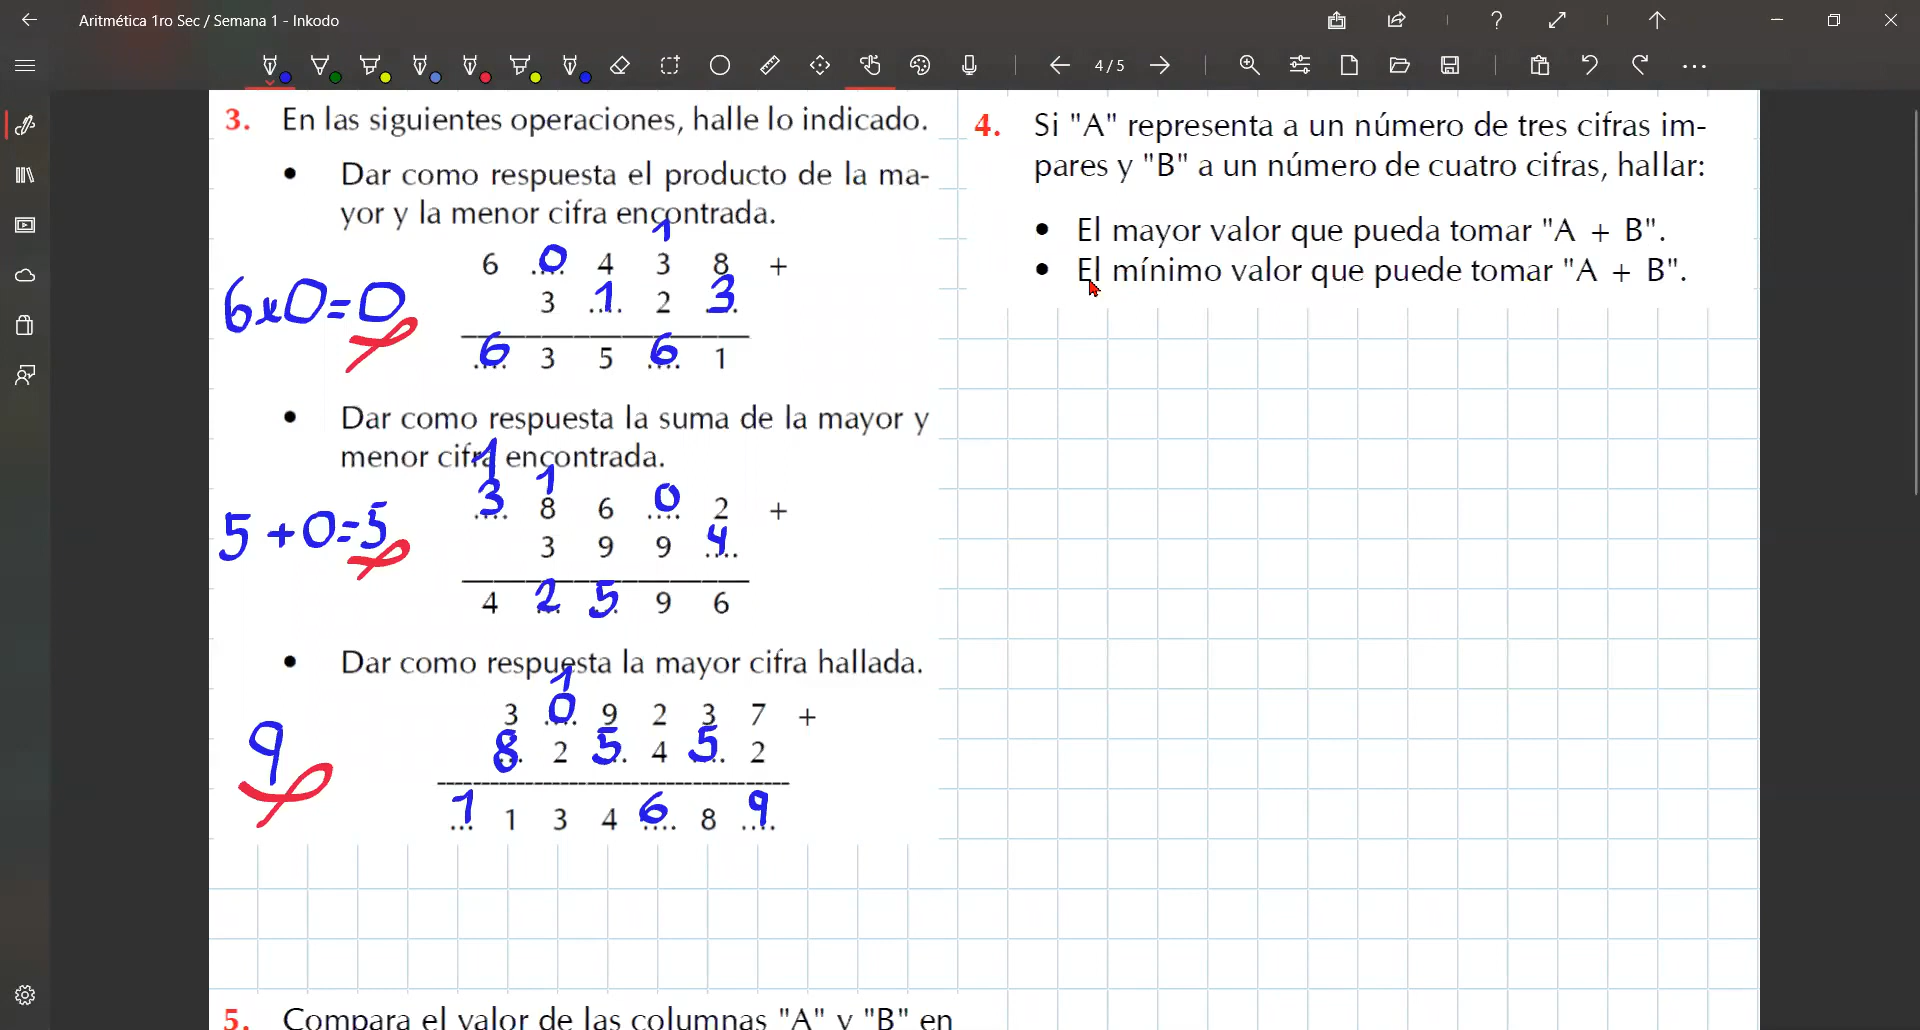 Aritmética 1ro Sec / Semana 1 - Inkodo
4/5
3. En las siguientes operaciones, halle lo indicado.
• Dar como respuesta el producto de la ma-
yor y la menor cifra encontrada.
1
6 0 4 3 8 +
3 1 2 3
6 3 5 6 1
6x0=0
• Dar como respuesta la suma de la mayor y
menor cifra encontrada.
1 1
3 8 6 0 2 +
3 9 9 4
4 2 5 9 6
5+0=5
• Dar como respuesta la mayor cifra hallada.
1
3 0 9 2 3 7 +
8 2 5 4 5 2
1 1 3 4 6 8 9
9
4. Si "A" representa a un número de tres cifras im-
pares y "B" a un número de cuatro cifras, hallar:
• El mayor valor que pueda tomar "A + B".
• El mínimo valor que puede tomar "A + B".
5. Compara el valor de las columnas "A" y "B" en